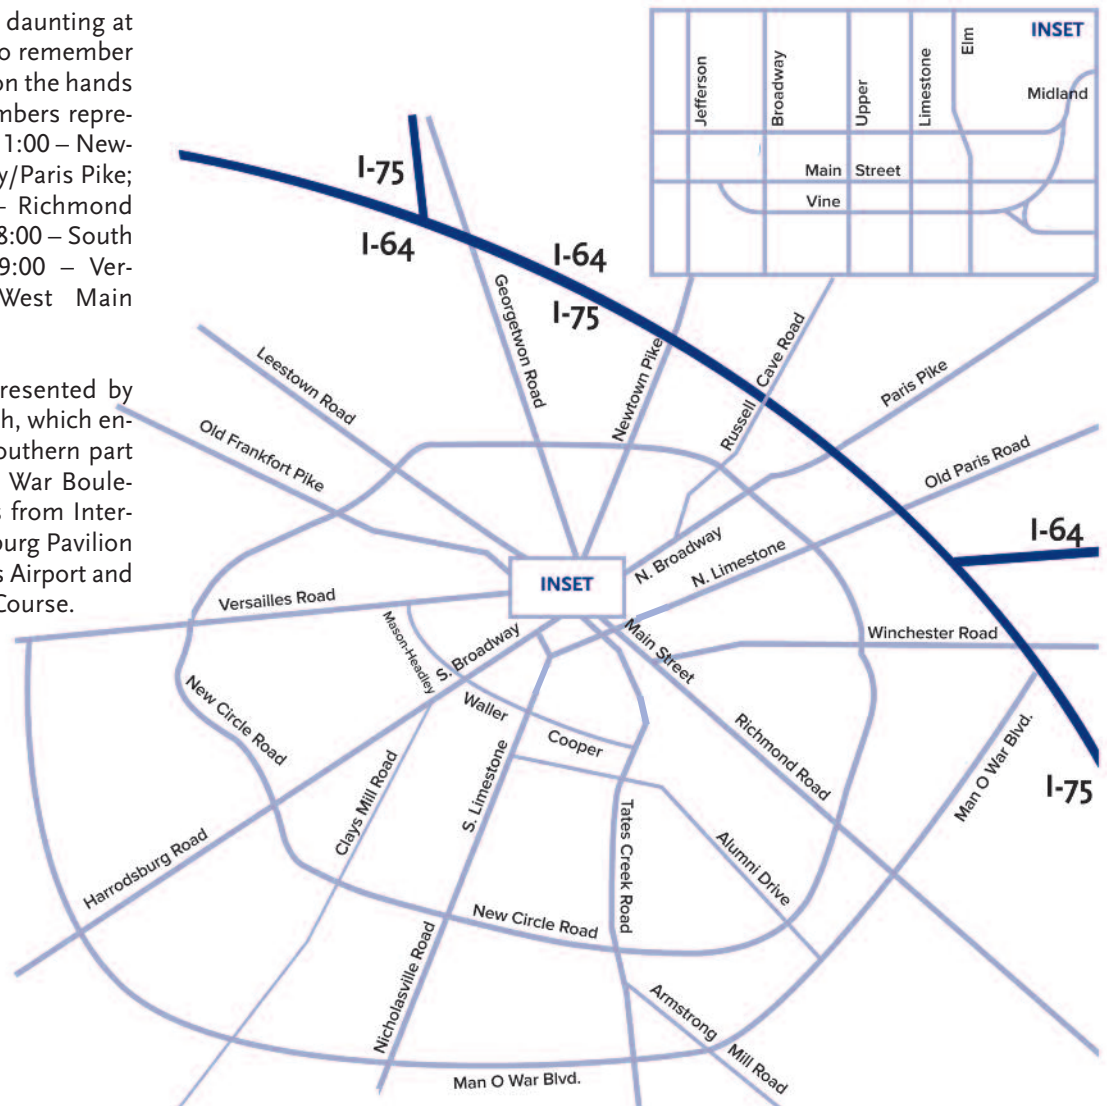 daunting at
o remember
on the hands
mbers repre-
1:00 – New-
y/Paris Pike;
– Richmond
8:00 – South
9:00 – Ver-
West Main
resented by
h, which en-
outhern part
War Boule-
s from Inter-
burg Pavilion
s Airport and
Course.
INSET
Jefferson
Broadway
Upper
Limestone
Elm
Midland
Main Street
Vine
I-75
I-64
I-64
I-75
Georgetwon Road
Newtown Pike
Russell Cave Road
Paris Pike
Leestown Road
Old Frankfort Pike
Old Paris Road
I-64
N. Broadway
N. Limestone
INSET
Versailles Road
Mason-Headley
S. Broadway
Main Street
Winchester Road
New Circle Road
Waller
Cooper
Richmond Road
Man O War Blvd.
I-75
S. Limestone
Clays Mill Road
Tates Creek Road
Alumni Drive
Harrodsburg Road
New Circle Road
Nicholasville Road
Armstrong Mill Road
Man O War Blvd.